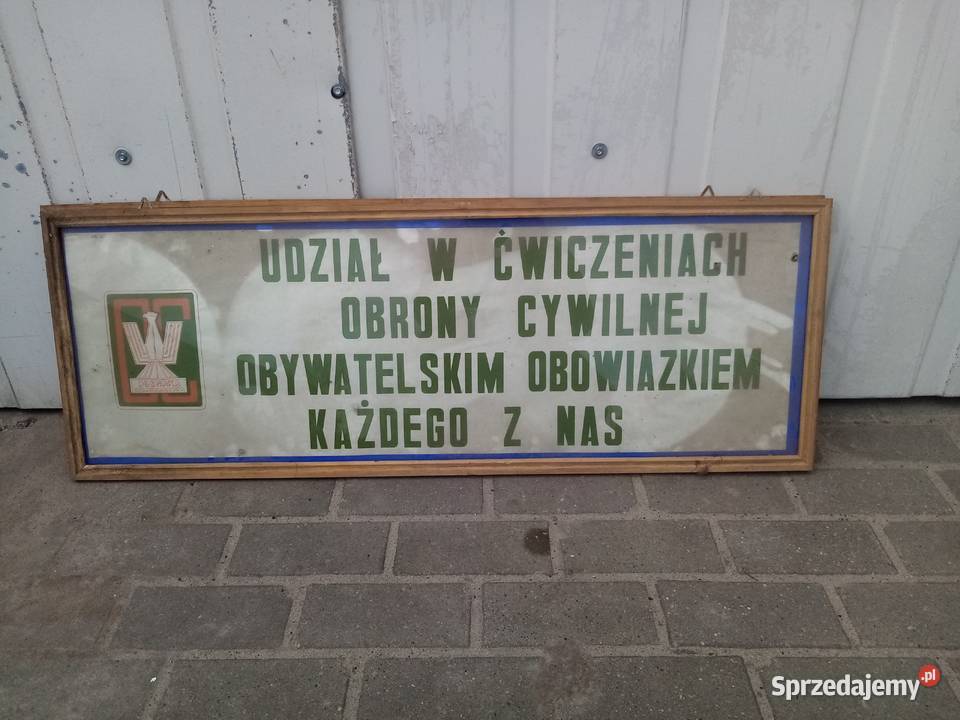 UDZIAŁ W ĆWICZENIACH
OBRONY CYWILNEJ
OBYWATELSKIM OBOWIAZKIEM
KAŻDEGO Z NAS
Sprzedajemy.pl